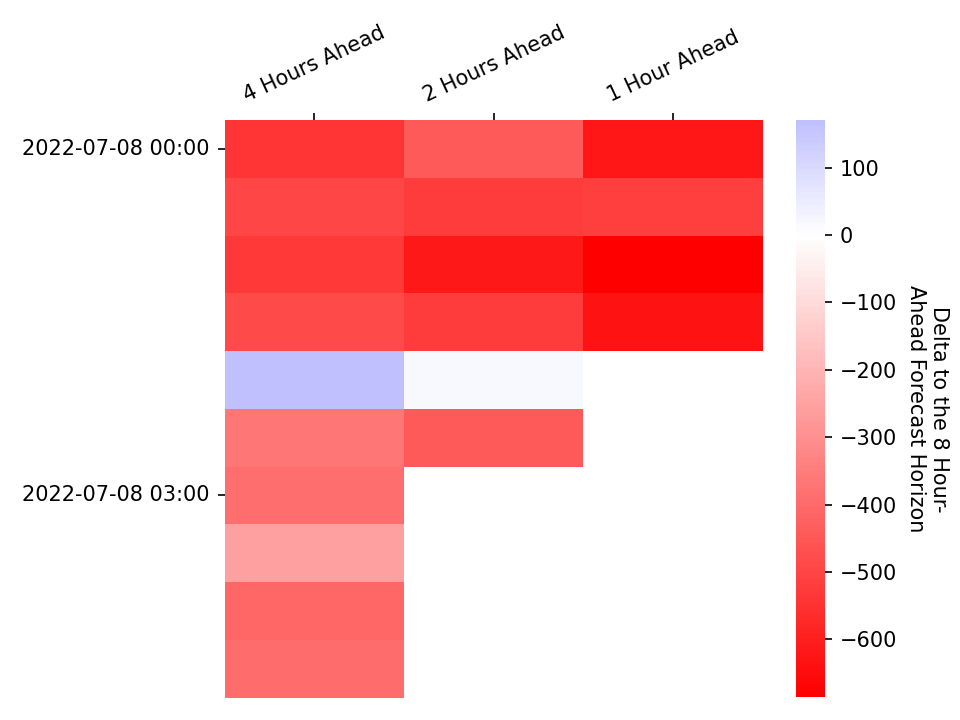 4 Hours Ahead
2 Hours Ahead
1 Hour Ahead
2022-07-08 00:00
2022-07-08 03:00
100
0
−100
−200
−300
−400
−500
−600
Delta to the 8 Hour-
Ahead Forecast Horizon